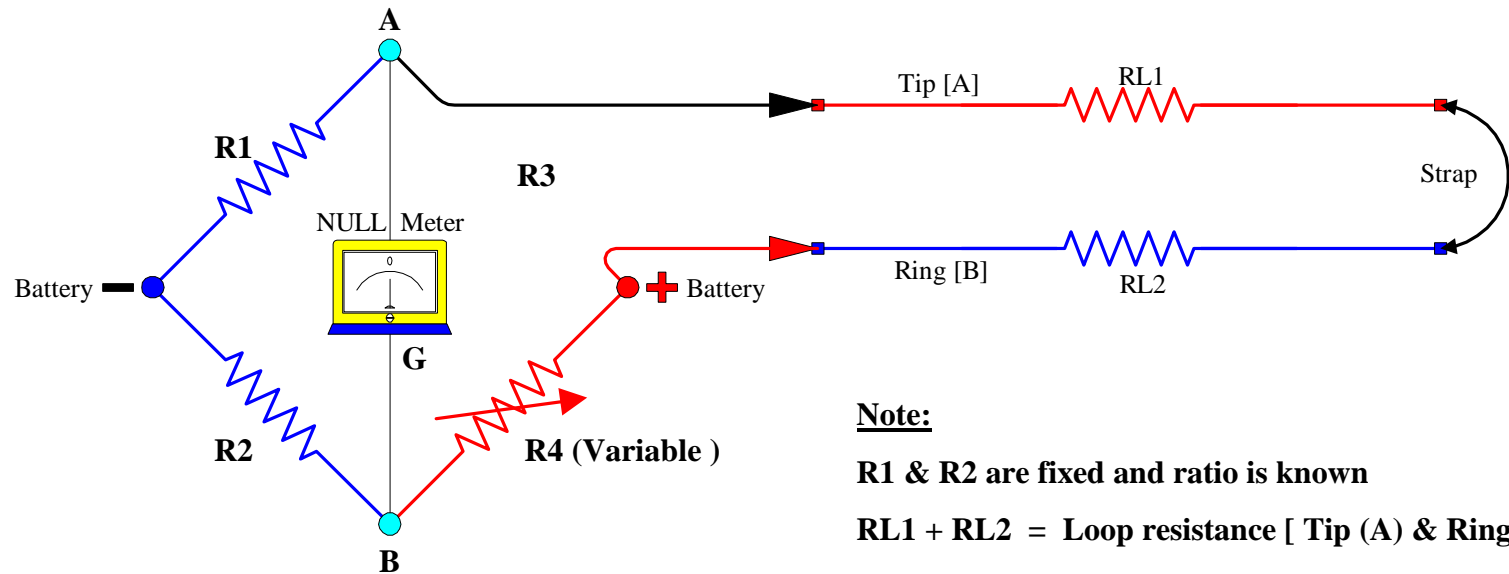 A
Tip [A]
RL1
R1
R3
Strap
NULL Meter
0
Ring [B]
RL2
Battery
Battery
G
R2
R4 (Variable )
Note:
R1 & R2 are fixed and ratio is known
RL1 + RL2 = Loop resistance [ Tip (A) & Ring
B